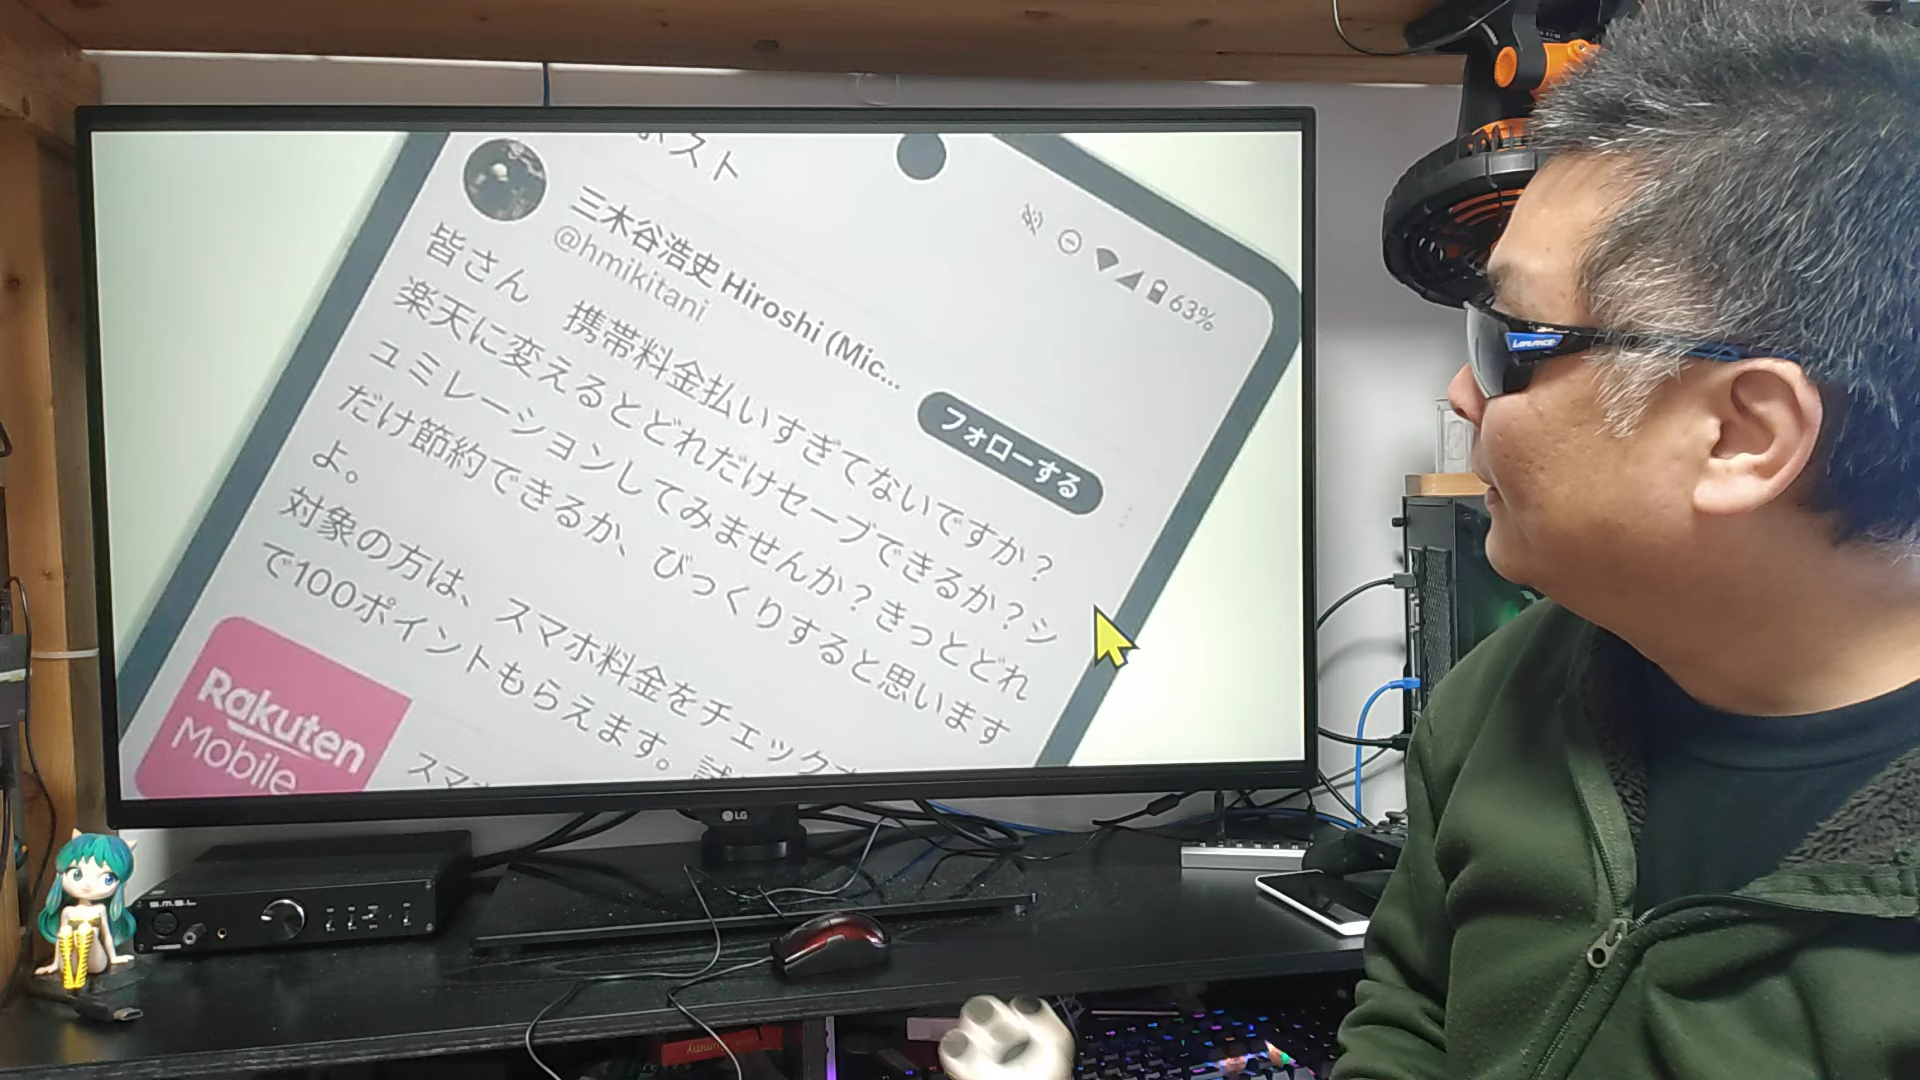 ポスト
63%
三木谷浩史 Hiroshi (Mic...
@hmikitani
フォローする
皆さん 携帯料金払いすぎてないですか？
楽天に変えるとどれだけセーブできるか？シ
ュミレーションしてみませんか？きっとどれ
だけ節約できるか、びっくりすると思います
よ。
対象の方は、スマホ料金をチェック
で100ポイントもらえます。
Rakuten
Mobile
スマ
LG
S.M.S.L